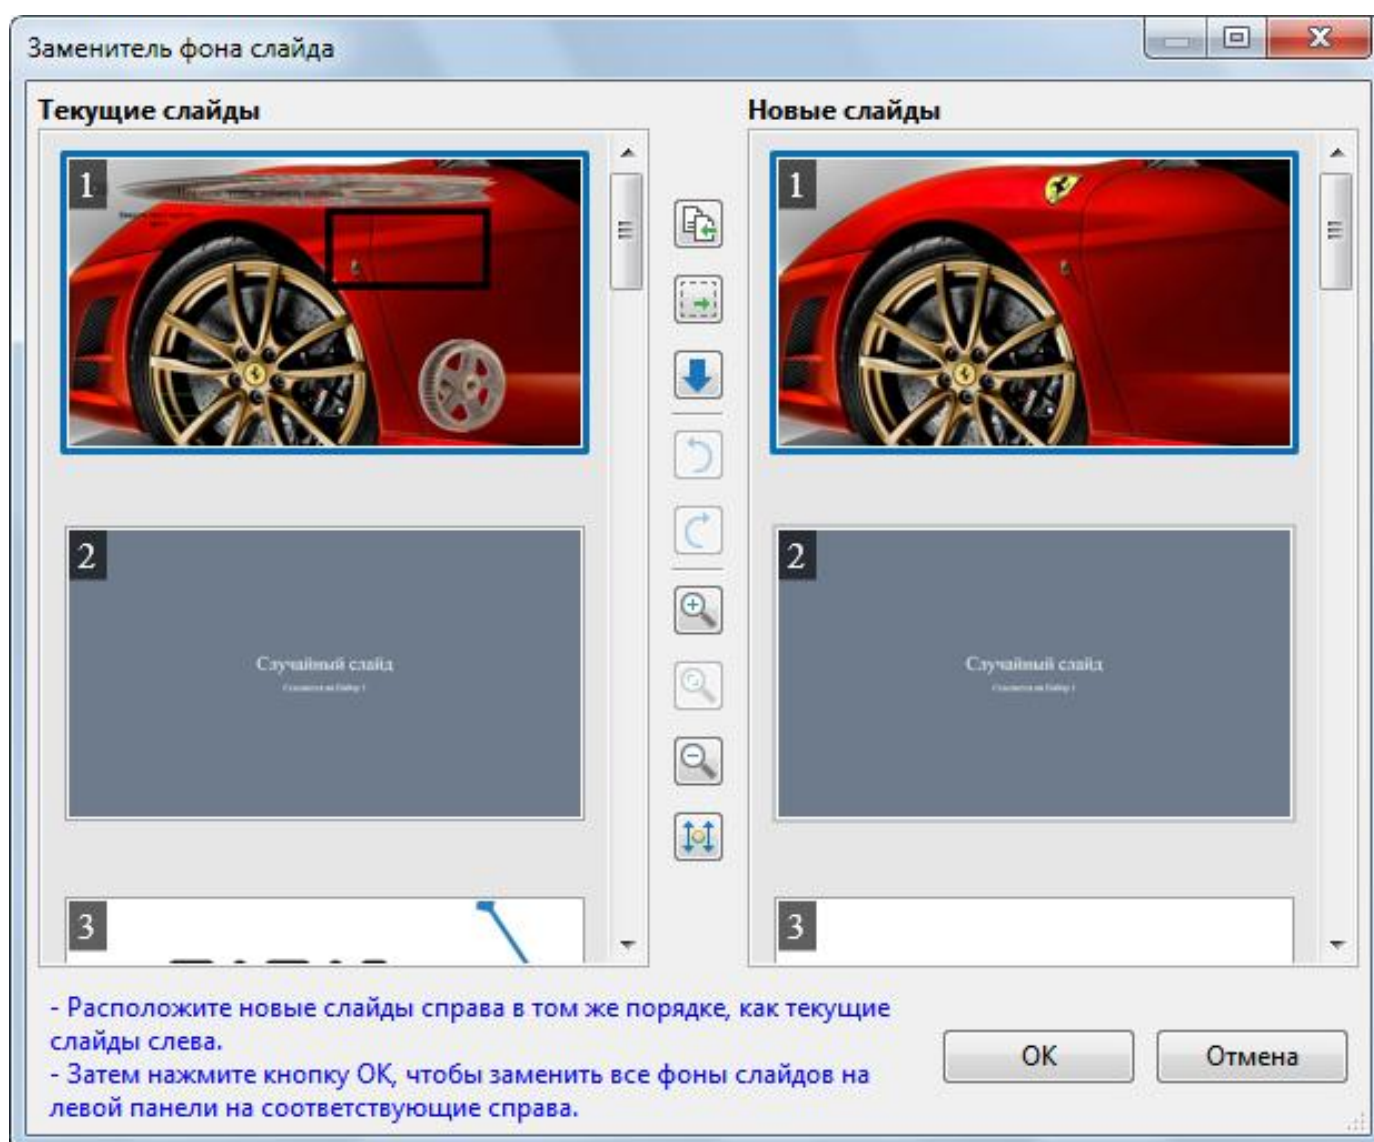 Заменитель фона слайда
Текущие слайды
Новые слайды
1
1
2
Случайный слайд
2
Случайный слайд
3
3
- Расположите новые слайды справа в том же порядке, как текущие
слайды слева.
- Затем нажмите кнопку ОК, чтобы заменить все фоны слайдов на
левой панели на соответствующие справа.
ОК
Отмена